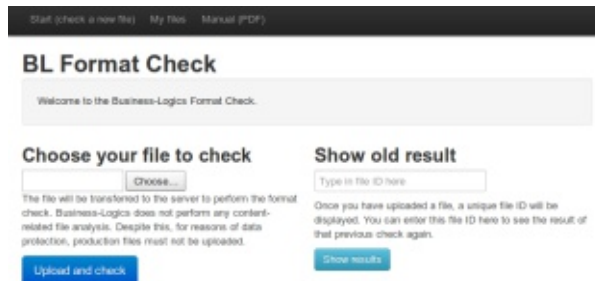 Start (check a new file) My files Manual (PDF)
BL Format Check
Welcome to the Business-Logics Format Check.
Choose your file to check
Choose...
The file will be transferred to the server to perform the format
check. Business-Logics does not perform any content-
related file analysis. Despite this, for reasons of data
protection, production files must not be uploaded.
Upload and check
Show old result
Type in file ID here
Once you have uploaded a file, a unique file ID will be
displayed. You can enter this file ID here to see the result of
that previous check again.
Show results